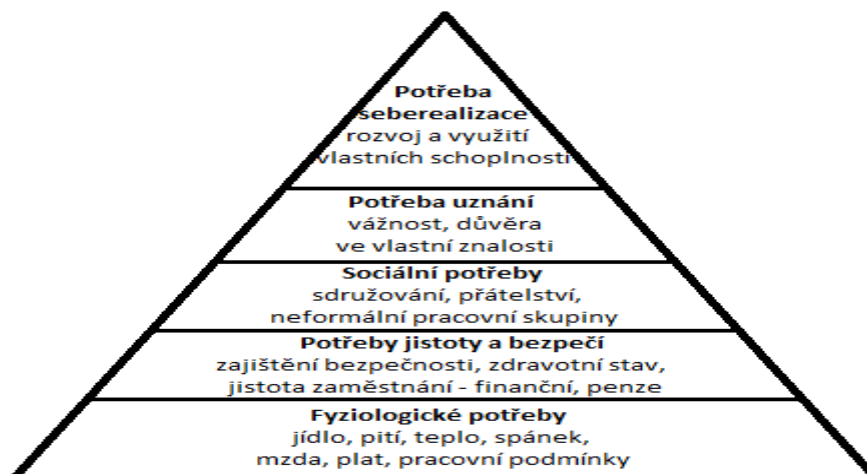 Potřeba
seberealizace
rozvoj a využití
vlastních schoplností
Potřeba uznání
vážnost, důvěra
ve vlastní znalosti
Sociální potřeby
sdružování, přátelství,
neformální pracovní skupiny
Potřeby jistoty a bezpečí
zajištění bezpečnosti, zdravotní stav,
jistota zaměstnání - finanční, penze
Fyziologické potřeby
jídlo, pití, teplo, spánek,
mzda, plat, pracovní podmínky